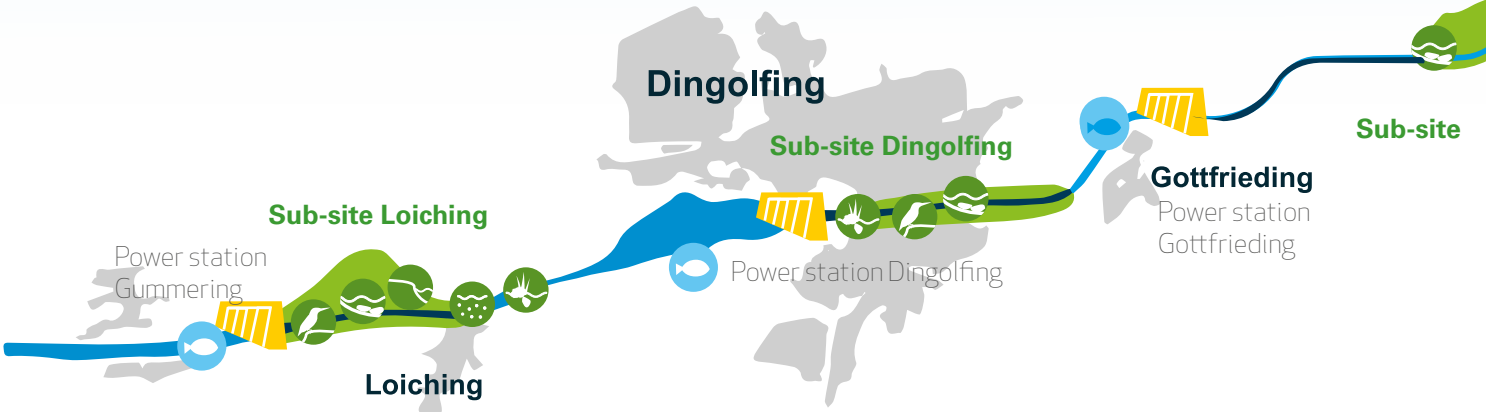 Dingolfing
Sub-site Dingolfing
Sub-site
Gottfrieding
Power station
Gottfrieding
Sub-site Loiching
Power station
Gummering
Power station Dingolfing
Loiching